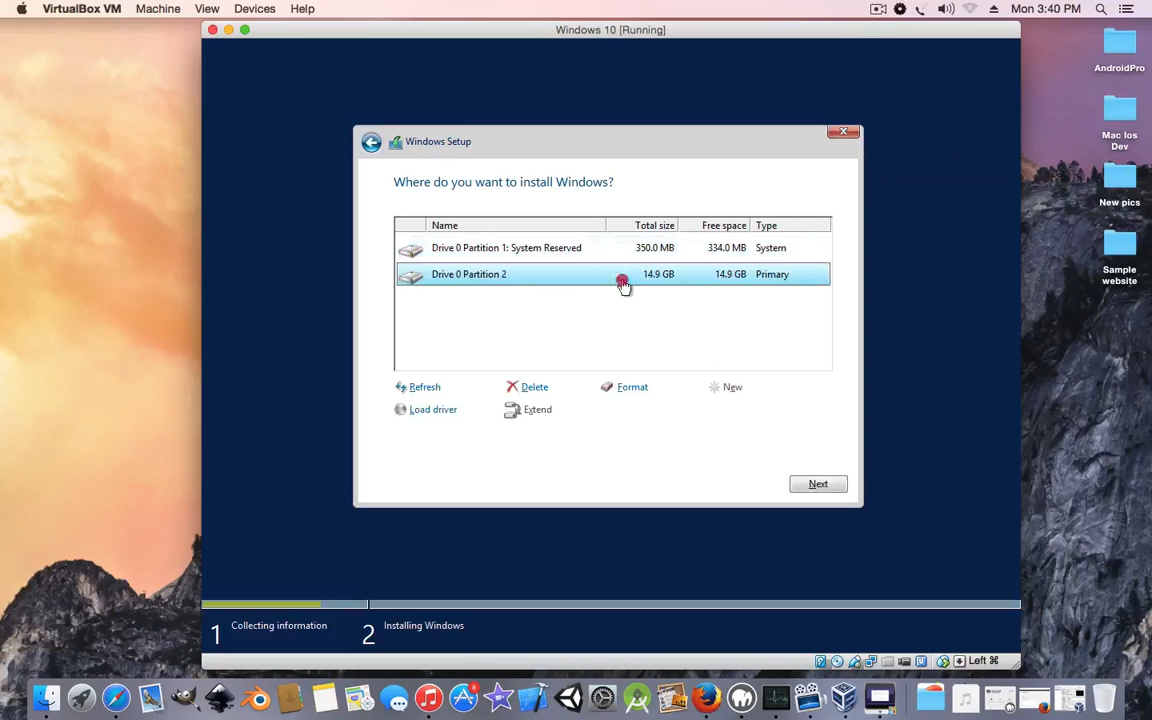 VirtualBox VM Machine View Devices Help
Mon 3:40 PM
Windows 10 [Running]
AndroidPro
Mac Ios
Dev
New pics
Sample
website
Windows Setup
Where do you want to install Windows?
Name Total size Free space Type
Drive 0 Partition 1: System Reserved 350.0 MB 334.0 MB System
Drive 0 Partition 2 14.9 GB 14.9 GB Primary
Refresh Delete Format New
Load driver Extend
Next
1 Collecting information 2 Installing Windows
Left ⌘